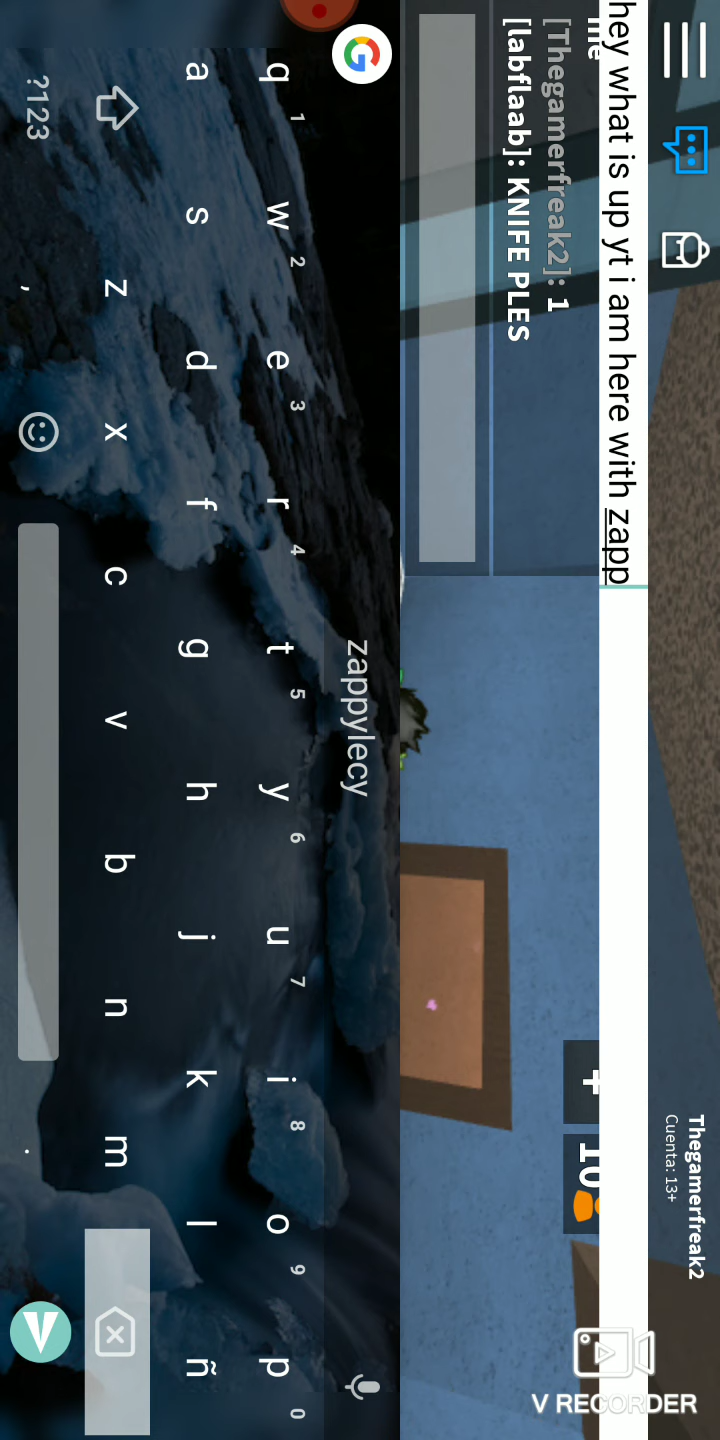 Thegamerfreak2
Cuenta: 13+
hey what is up yt i am here with zapp
me
[Thegamerfreak2]: 1
[labflaab]: KNIFE PLES
+
10
V RECORDER
zappylecy
q 1 w 2 e 3 r 4 t 5 y 6 u 7 i 8 o 9 p 0
a s d f g h j k l ñ
z x c v b n m
?123 , .